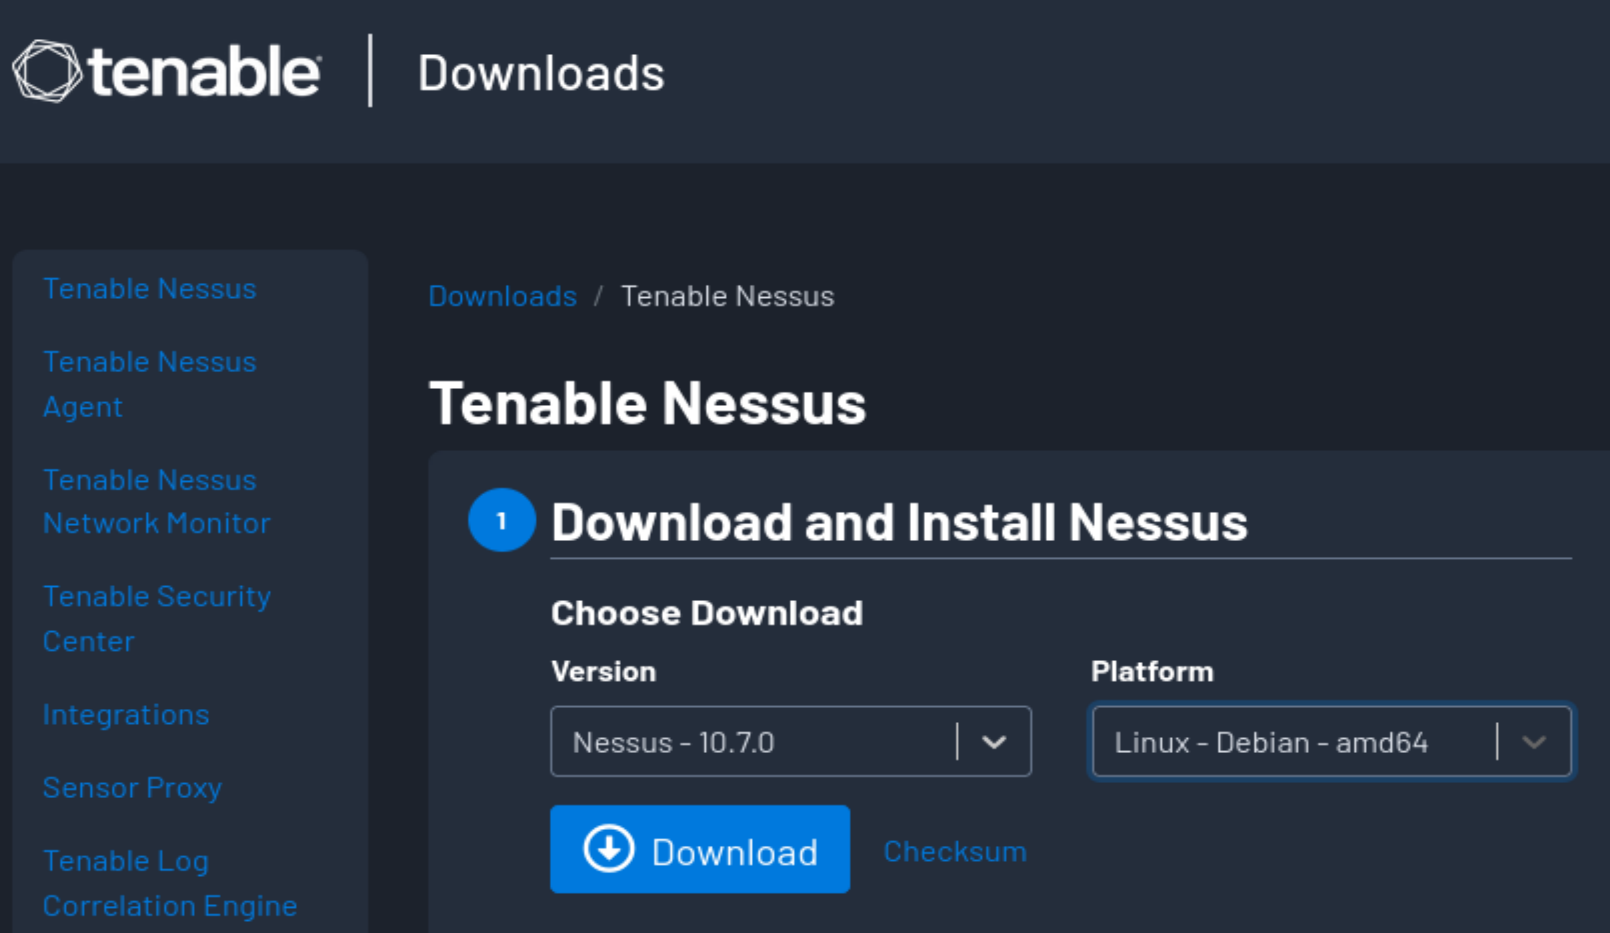 tenable
Downloads
Tenable Nessus
Tenable Nessus
Agent
Tenable Nessus
Network Monitor
Tenable Security
Center
Integrations
Sensor Proxy
Tenable Log
Correlation Engine
Downloads / Tenable Nessus
Tenable Nessus
1 Download and Install Nessus
Choose Download
Version
Nessus - 10.7.0
Platform
Linux - Debian - amd64
Download
Checksum